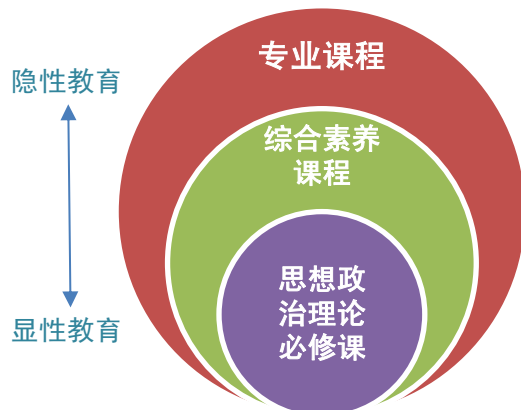 专业课程
隐性教育
综合素养
课程
思想政
治理论
必修课
显性教育